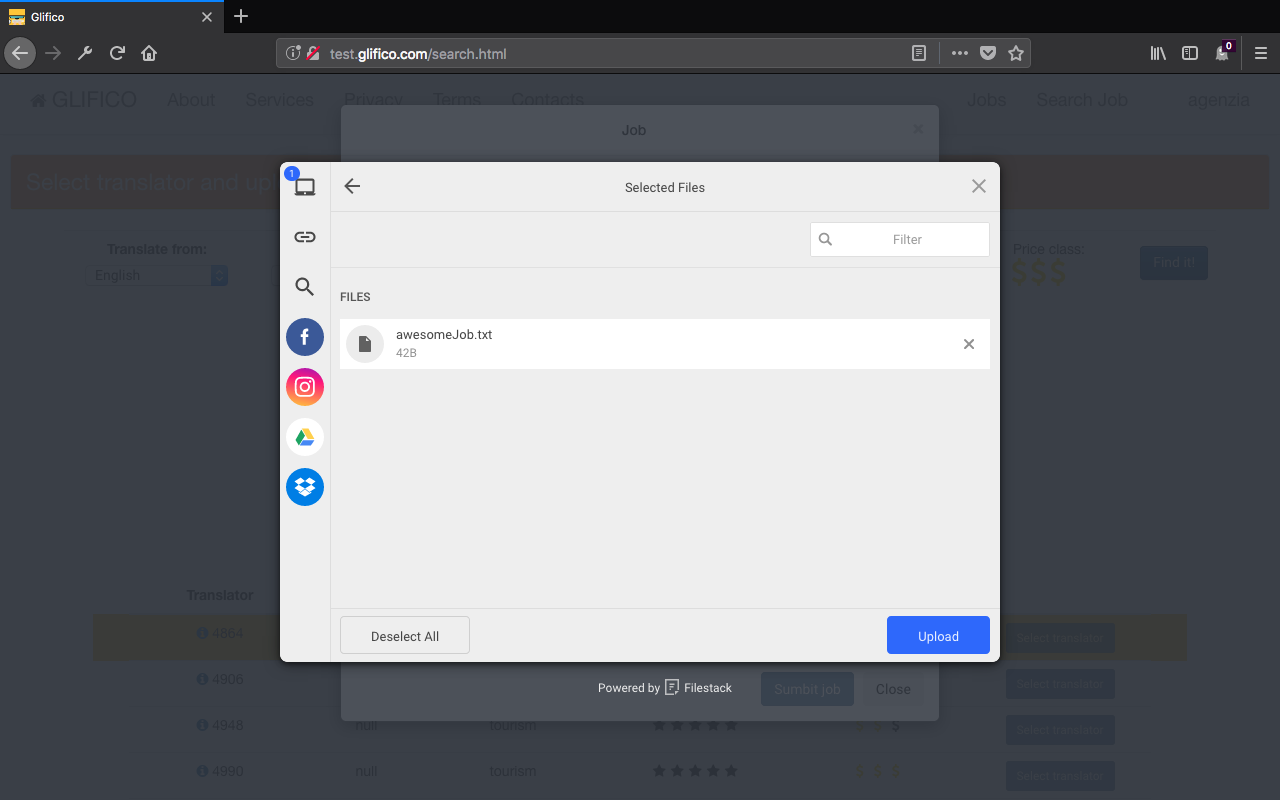 Glifico
test.glifico.com/search.html
0
GLIFICO About Services Privacy Terms Contacts Jobs Search Job agenzia
Job
Select translator and up
1
Selected Files
Filter
Translate from:
English
Price class:
$$$
Find it!
FILES
awesomeJob.txt
42B
Deselect All
Upload
Translator
4864 Select translator
4906 Select translator
Powered by Filestack
Sumbit job
Close
4948 null tourism $ $ $ Select translator
4990 null tourism $ $ $ Select translator